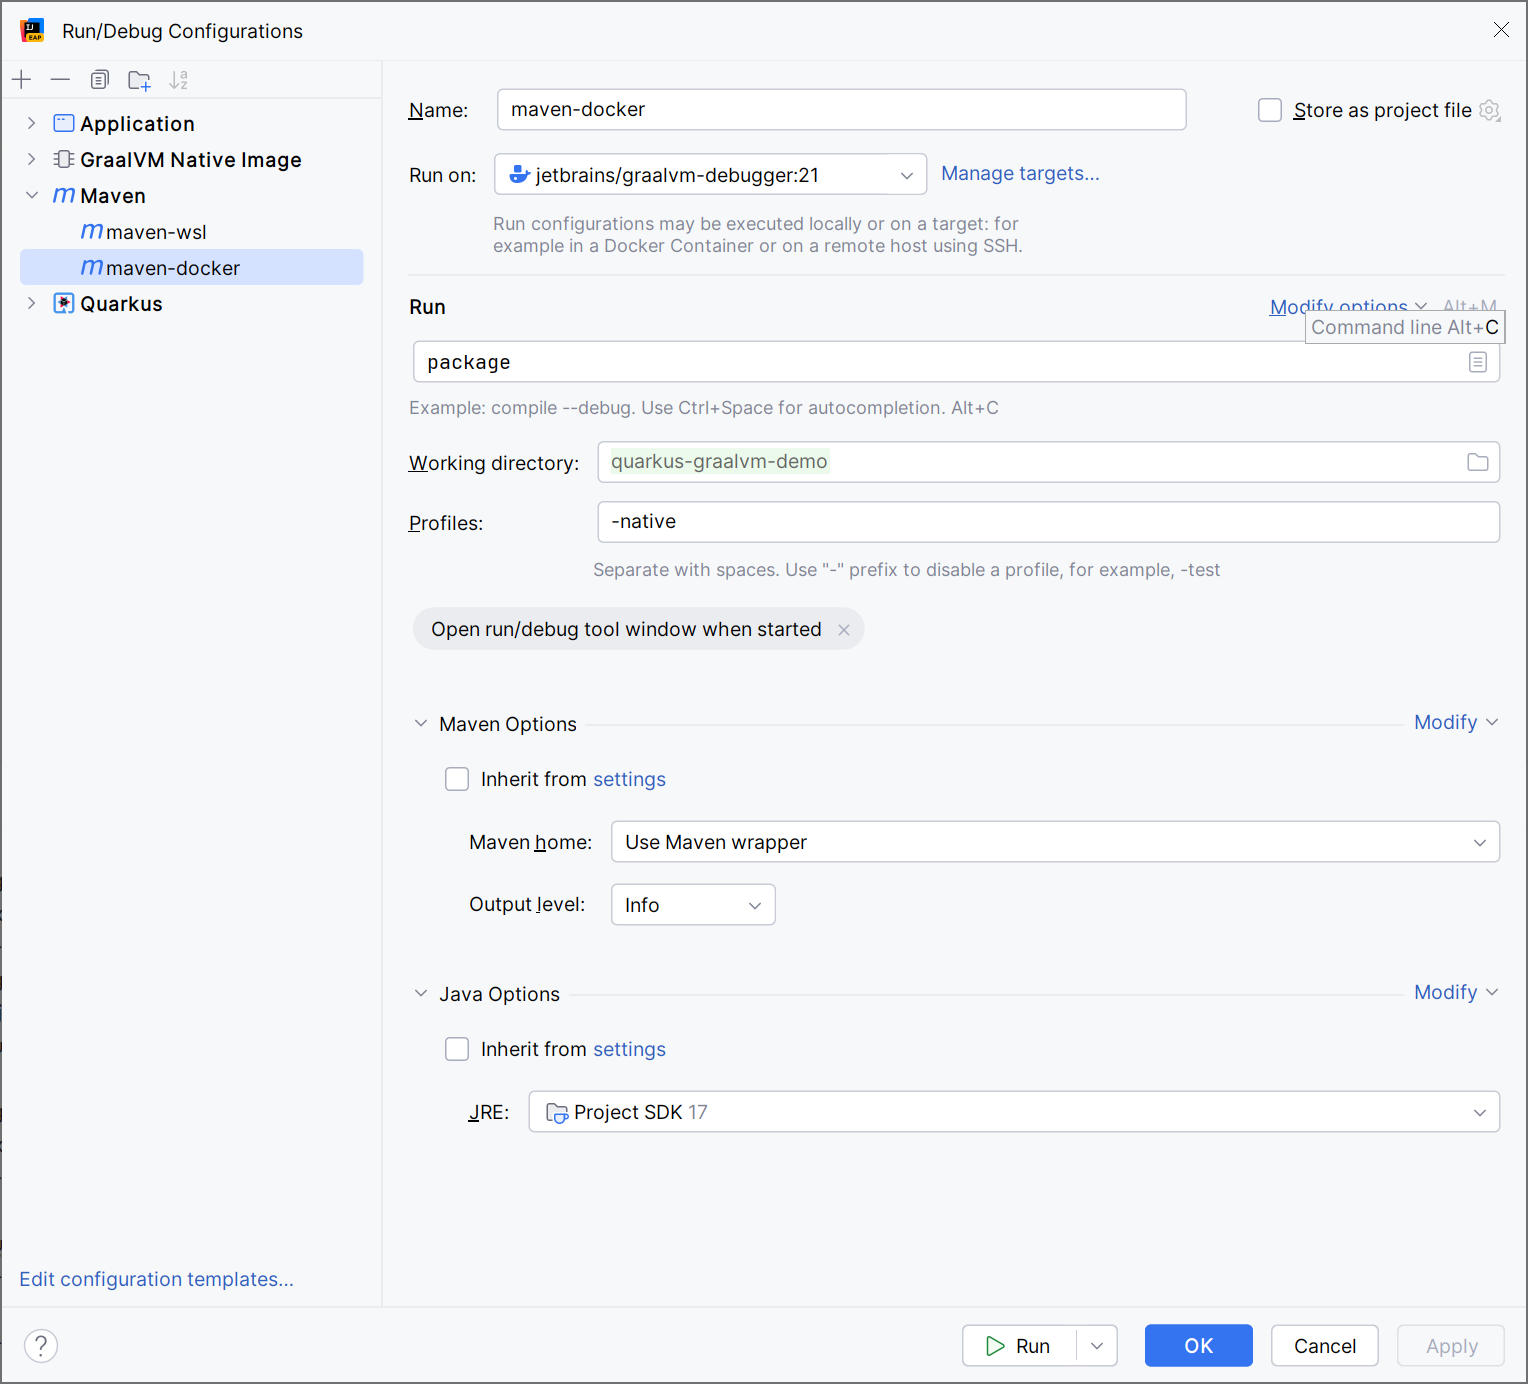 Run/Debug Configurations
Application
GraalVM Native Image
Maven
maven-wsl
maven-docker
Quarkus
Edit configuration templates...
Name: maven-docker Store as project file
Run on: jetbrains/graalvm-debugger:21 Manage targets...
Run configurations may be executed locally or on a target: for
example in a Docker Container or on a remote host using SSH.
Run Modify options Alt+M
Command line Alt+C
package
Example: compile --debug. Use Ctrl+Space for autocompletion. Alt+C
Working directory: quarkus-graalvm-demo
Profiles: -native
Separate with spaces. Use "-" prefix to disable a profile, for example, -test
Open run/debug tool window when started
Maven Options Modify
Inherit from settings
Maven home: Use Maven wrapper
Output level: Info
Java Options Modify
Inherit from settings
JRE: Project SDK 17
? Run OK Cancel Apply